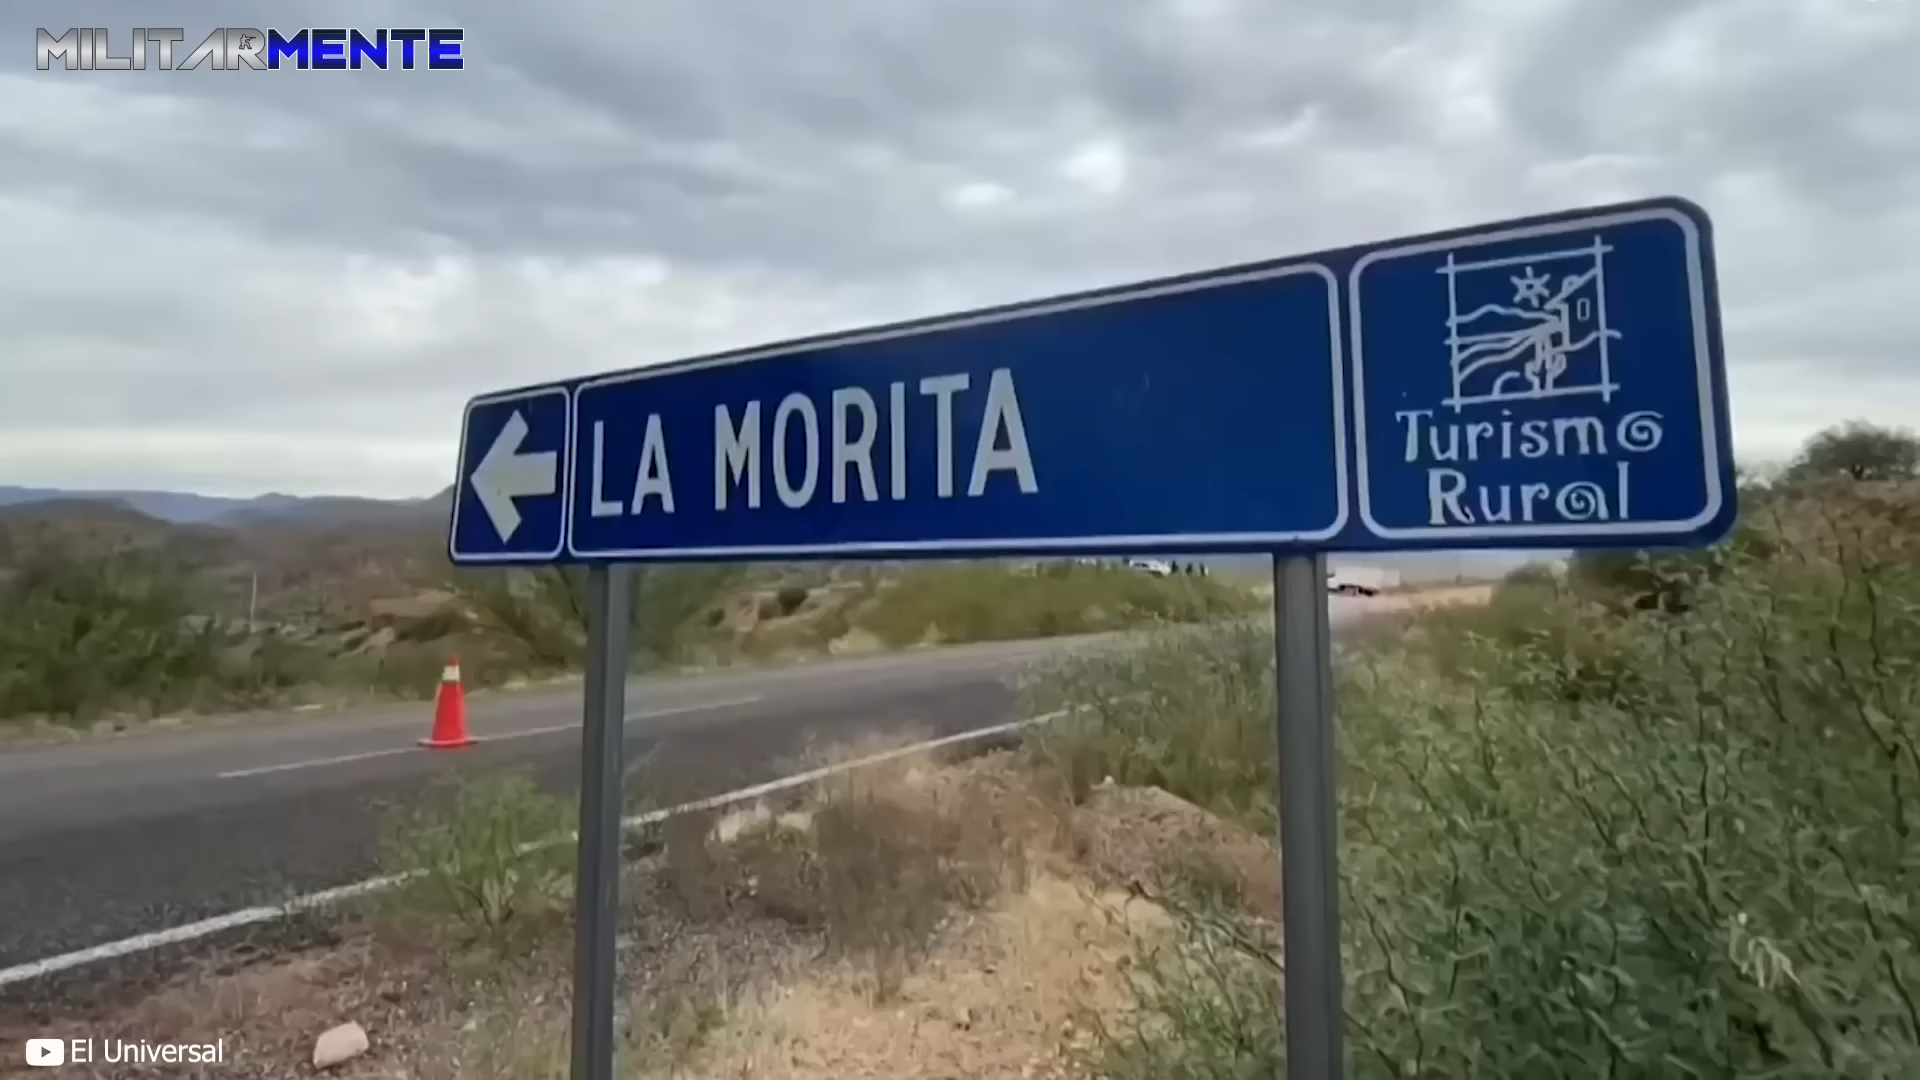 MILITARMENTE
LA MORITA
Turismo
Rural
El Universal